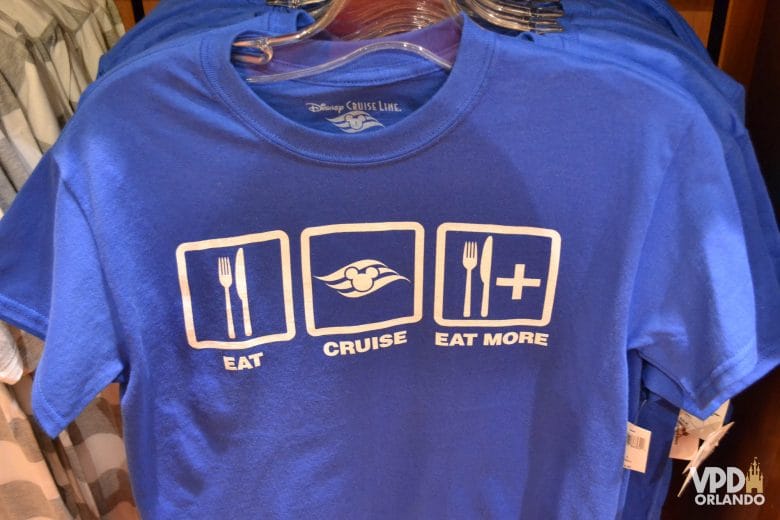 Disney Cruise Line.
EAT
CRUISE
EAT MORE
VPD
ORLANDO